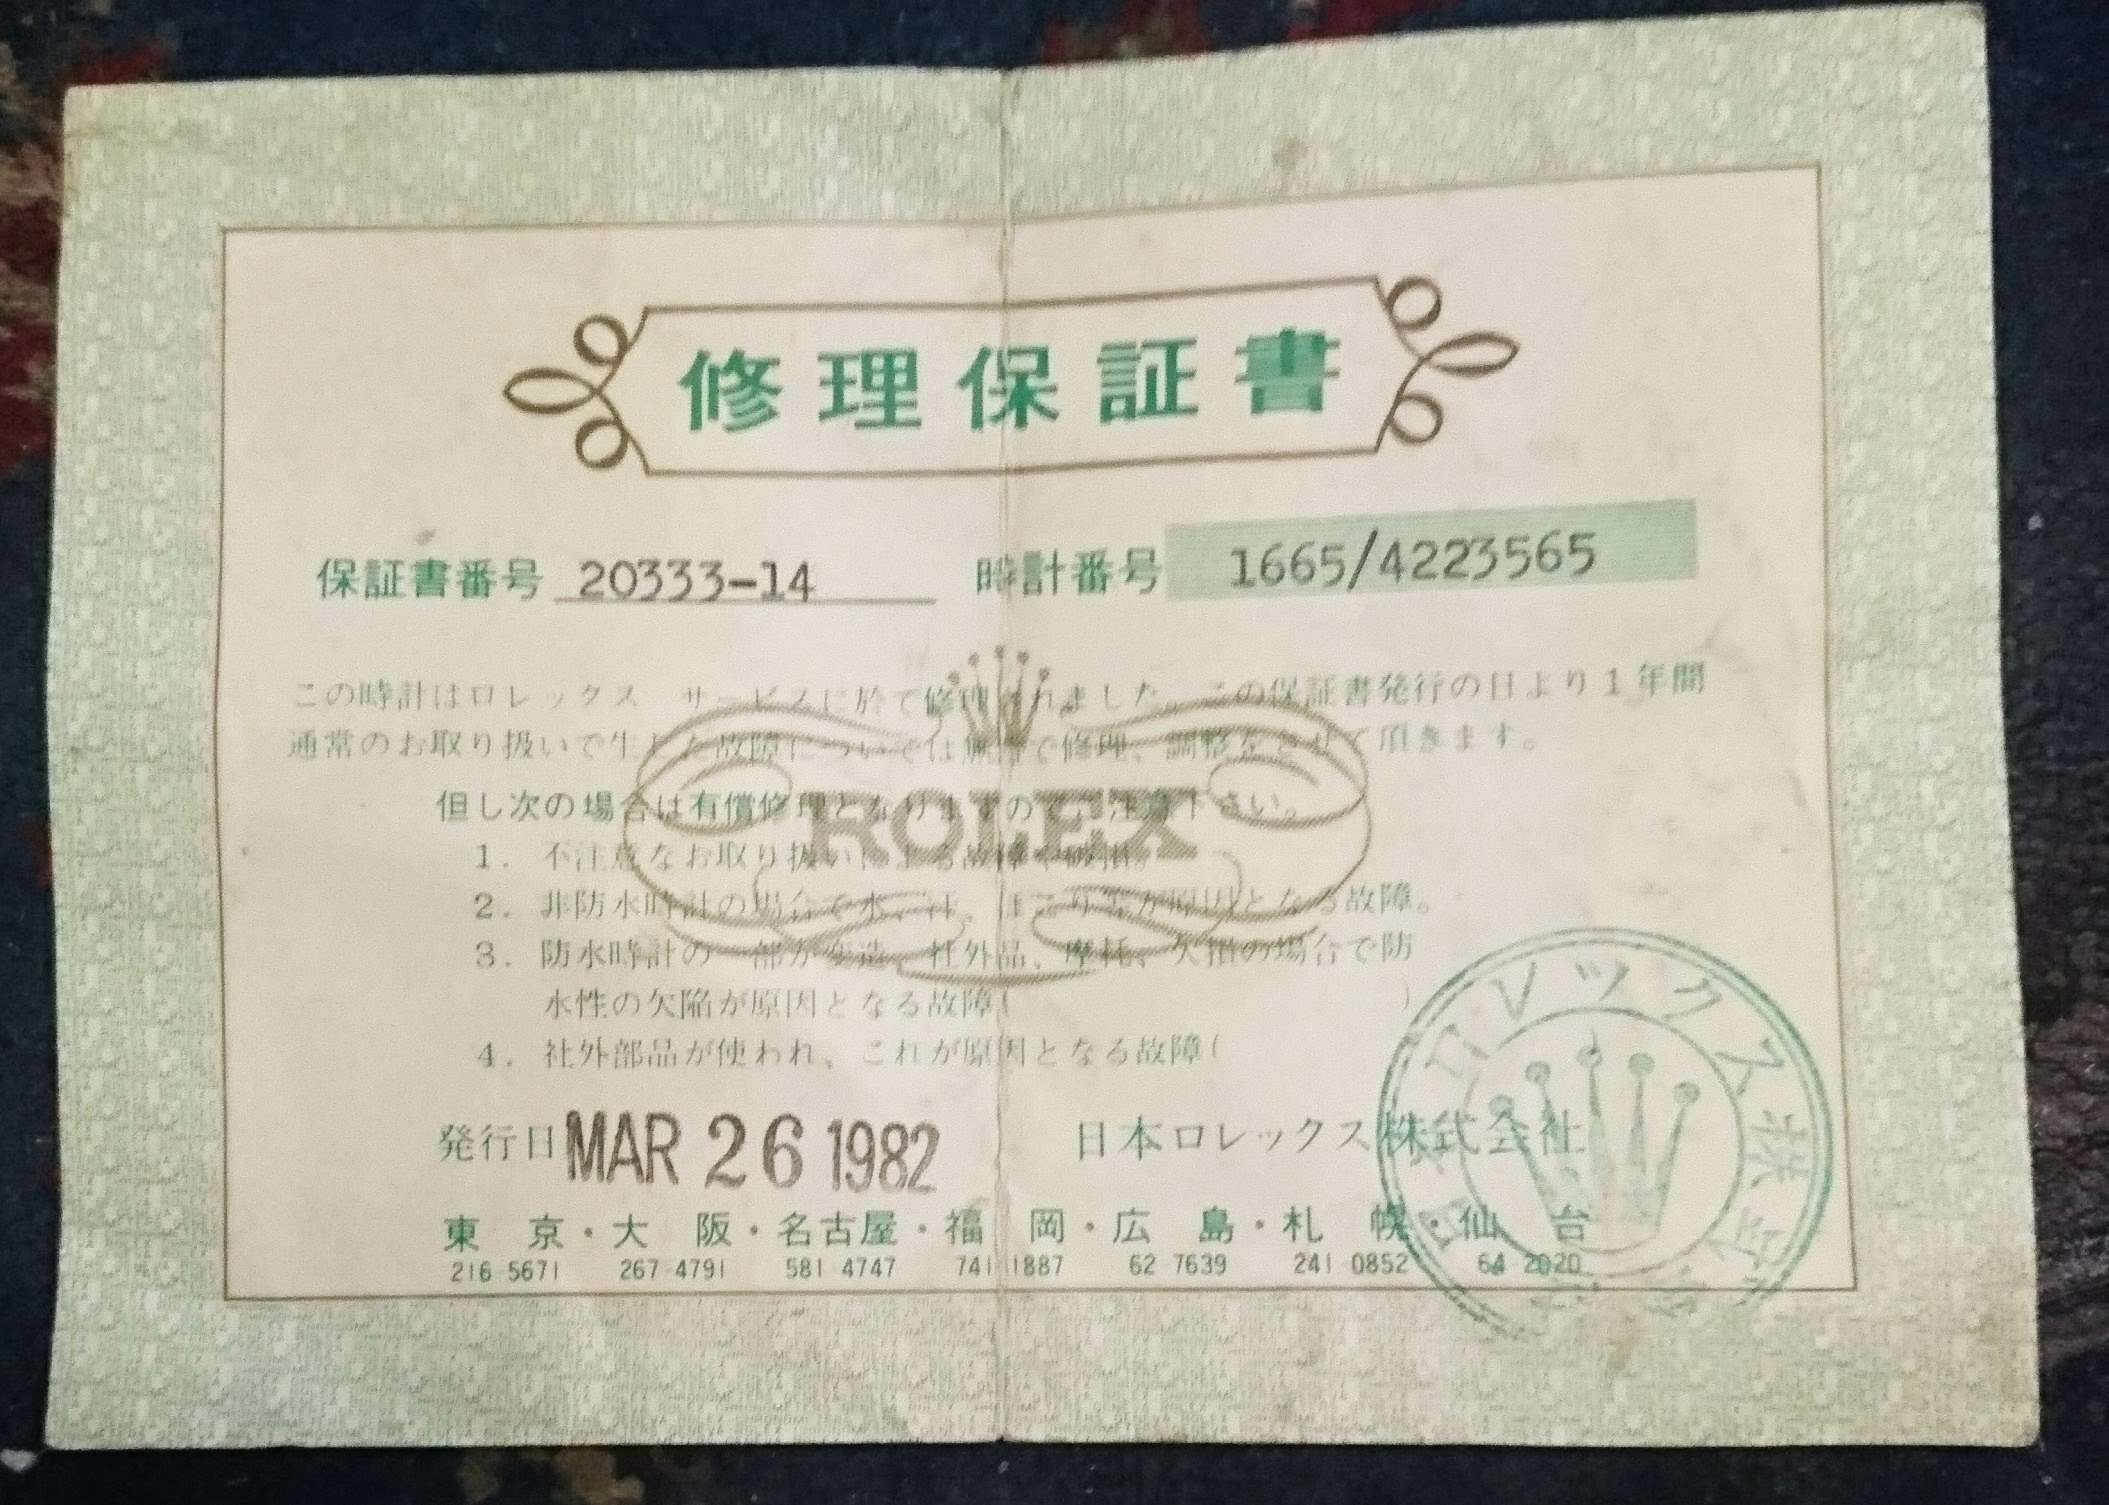 修理保証書
保証書番号 20333-14 時計番号 1665/4223565
この時計はロレックス サービスに於て修理されました。この保証書発行の日より1年間
通常のお取り扱いで生じた故障については無償で修理、調整をさせて頂きます。
ROLEX
但し次の場合は有償修理となりますのでご注意下さい。
1. 不注意なお取り扱いによる故障や破損。
2. 非防水時計の場合で水、汗、ほこり等が原因となる故障。
3. 防水時計の一部が変造、社外品、摩耗、欠損の場合で防
水性の欠陥が原因となる故障( )
4. 社外部品が使われ、これが原因となる故障(
発行日 MAR 26 1982 日本ロレックス株式会社
東京・大阪・名古屋・福岡・広島・札幌・仙台
216 5671 267 4791 581 4747 741 1887 62 7639 241 0852 64 2020
日本ロレックス株式会社